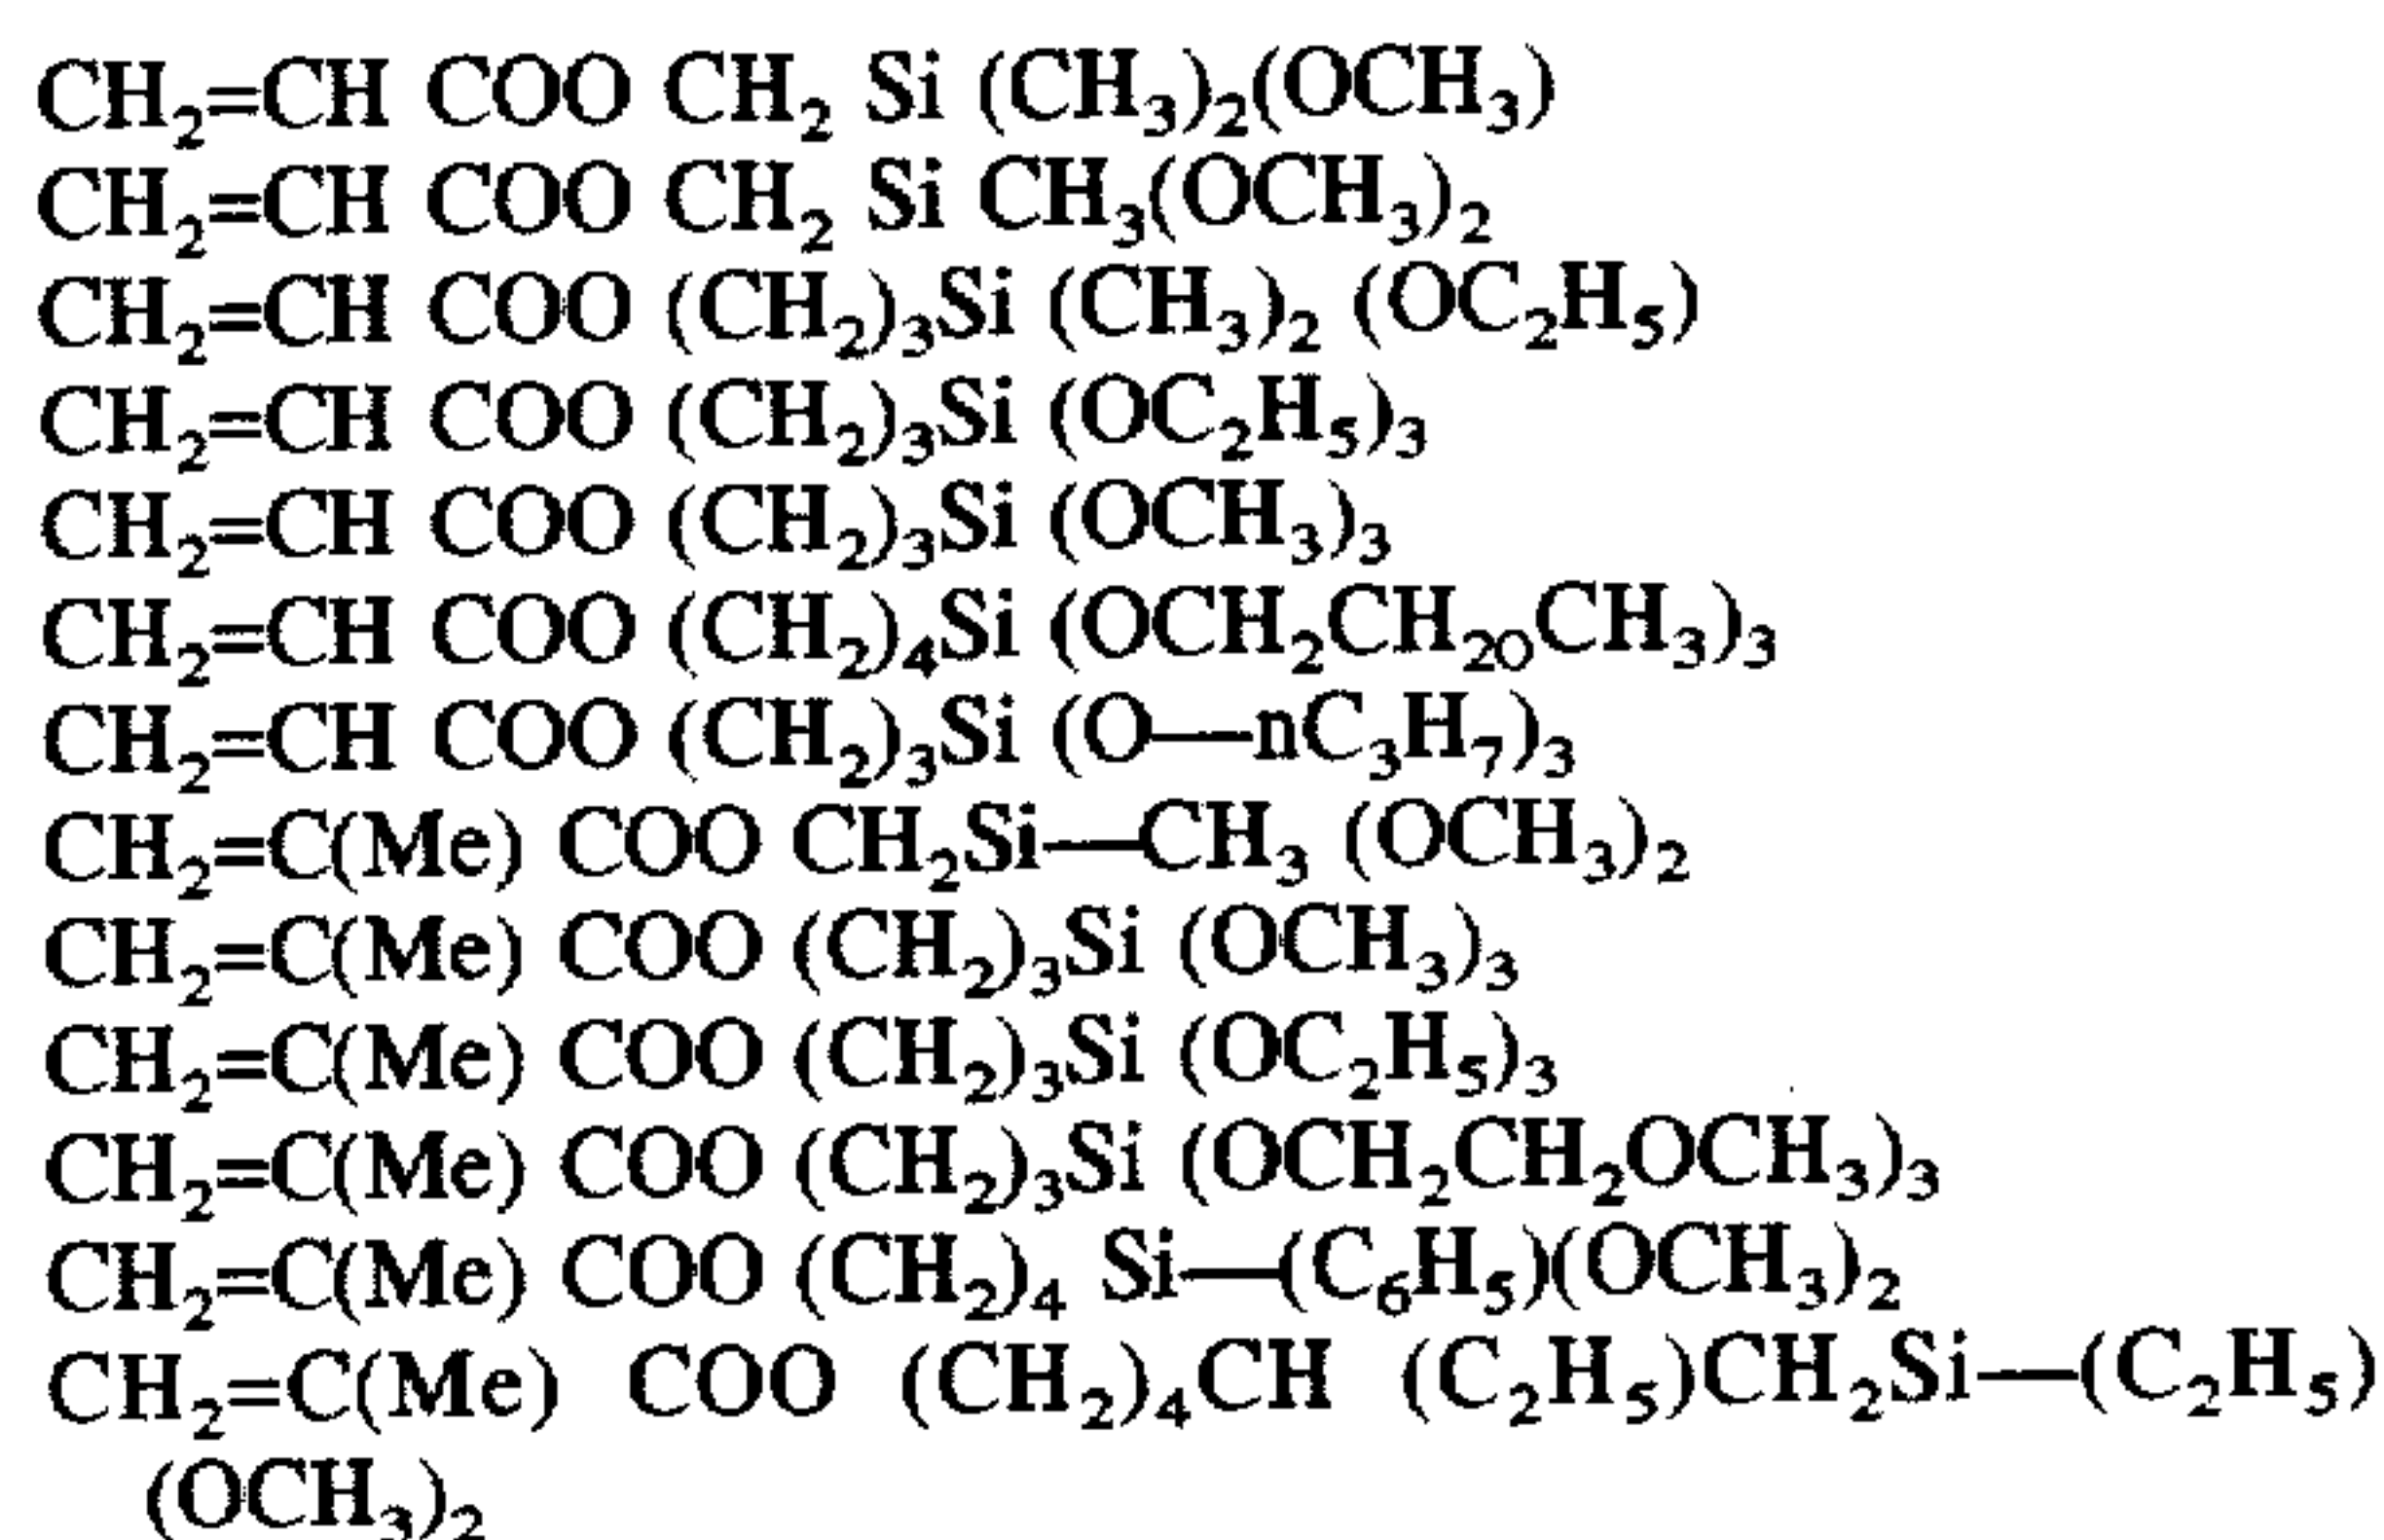 CH₂=CH COO CH₂ Si (CH₃)₂(OCH₃)
CH₂=CH COO CH₂ Si CH₃(OCH₃)₂
CH₂=CH COO (CH₂)₃Si (CH₃)₂ (OC₂H₅)
CH₂=CH COO (CH₂)₃Si (OC₂H₅)₃
CH₂=CH COO (CH₂)₃Si (OCH₃)₃
CH₂=CH COO (CH₂)₄Si (OCH₂CH₂₀CH₃)₃
CH₂=CH COO (CH₂)₃Si (O—nC₃H₇)₃
CH₂=C(Me) COO CH₂Si—CH₃ (OCH₃)₂
CH₂=C(Me) COO (CH₂)₃Si (OCH₃)₃
CH₂=C(Me) COO (CH₂)₃Si (OC₂H₅)₃
CH₂=C(Me) COO (CH₂)₃Si (OCH₂CH₂OCH₃)₃
CH₂=C(Me) COO (CH₂)₄ Si—(C₆H₅)(OCH₃)₂
CH₂=C(Me) COO (CH₂)₄CH (C₂H₅)CH₂Si—(C₂H₅)
(OCH₃)₂